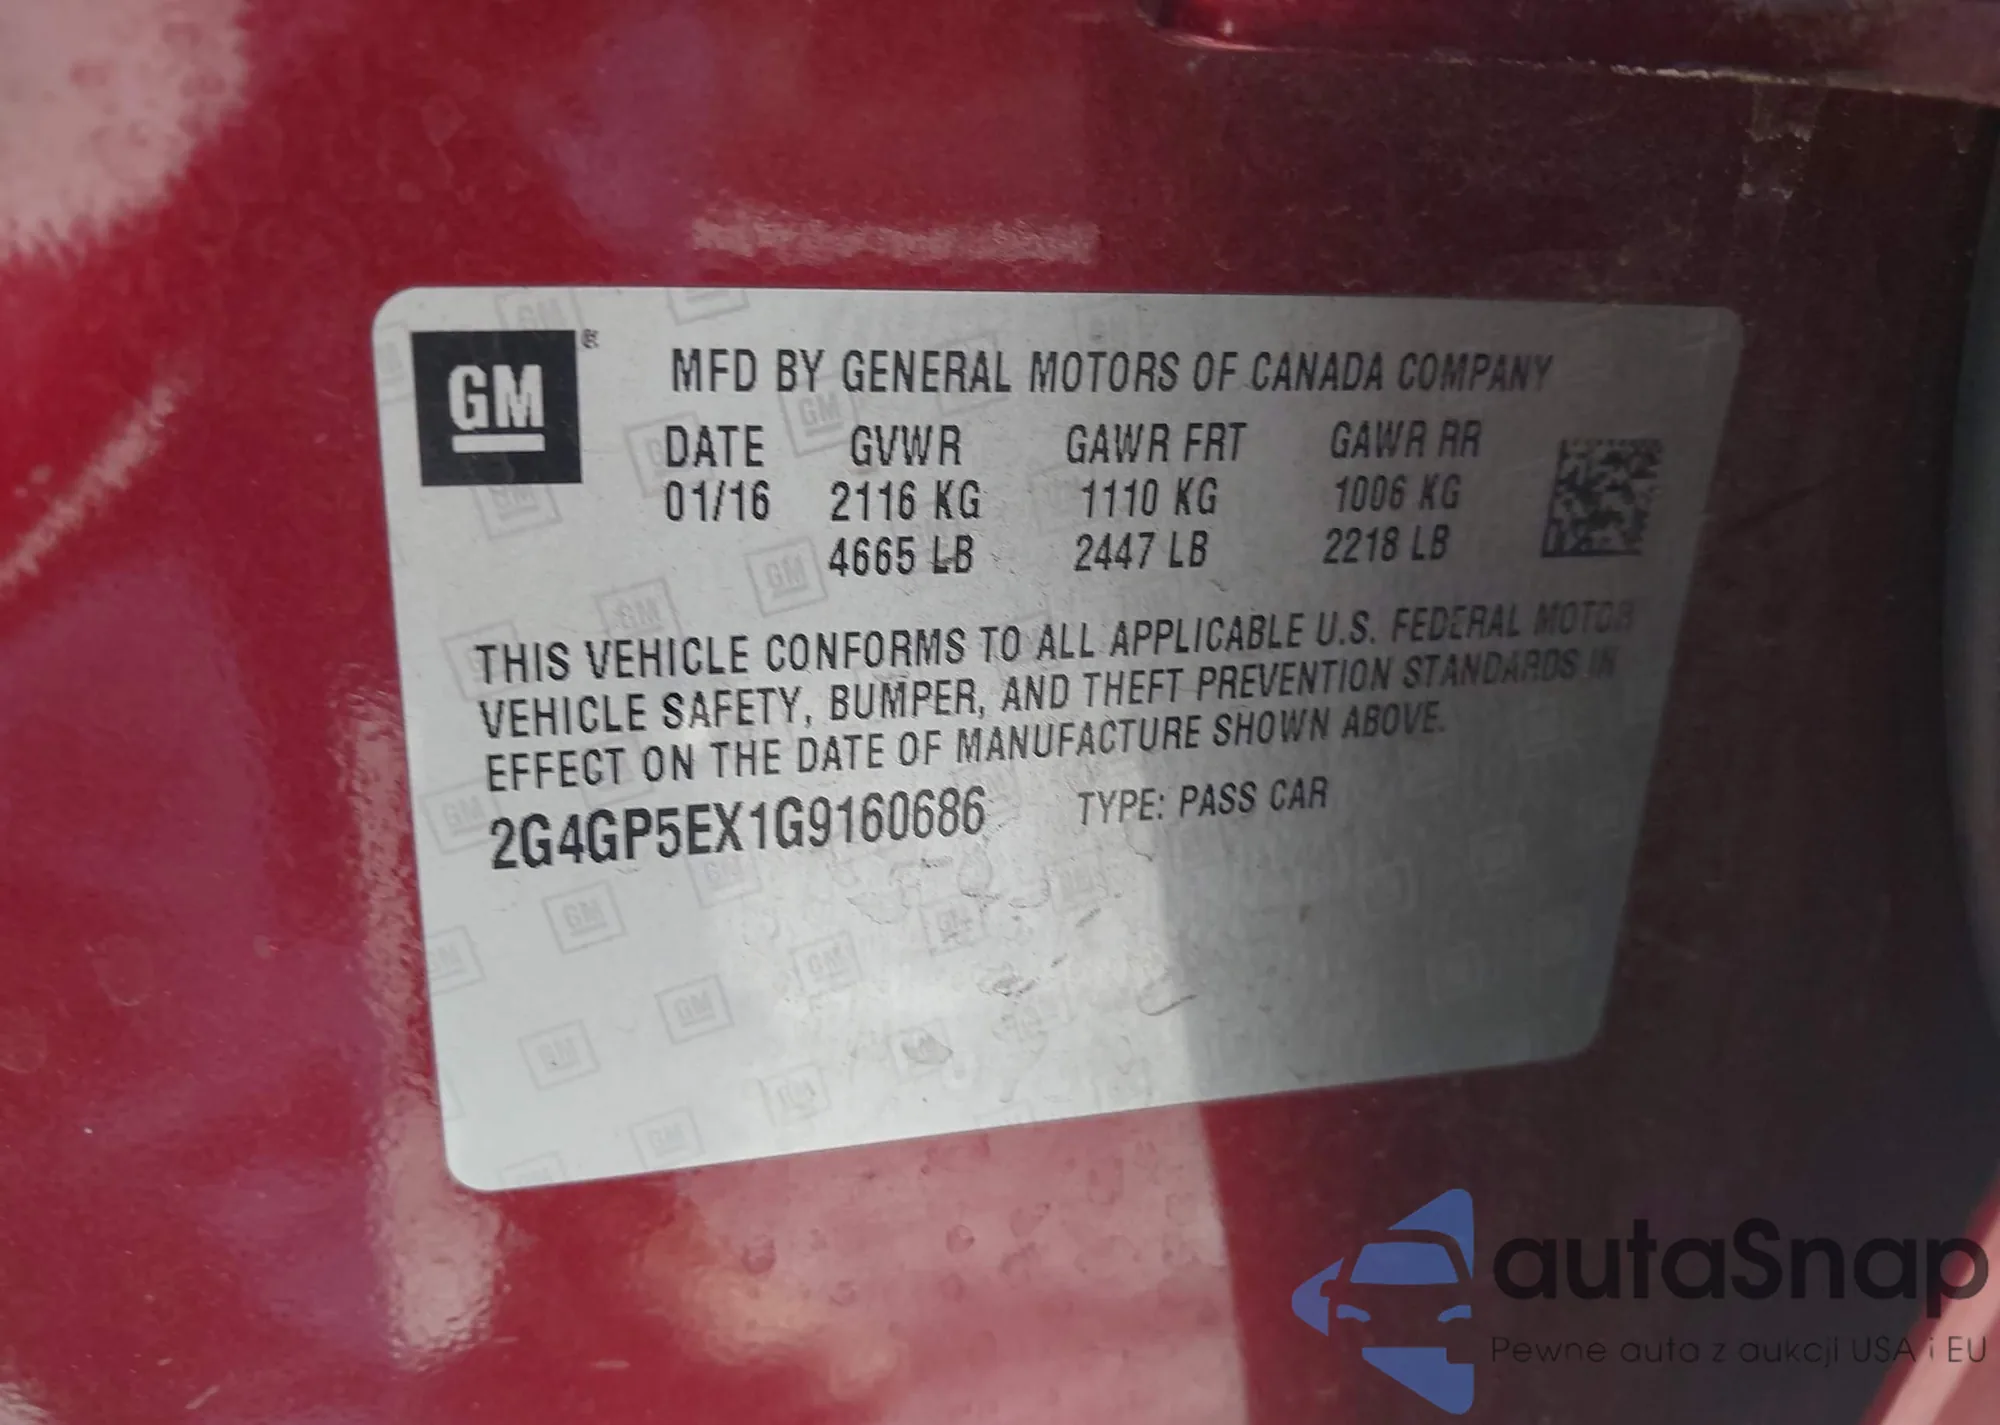 GM
MFD BY GENERAL MOTORS OF CANADA COMPANY
DATE GVWR GAWR FRT GAWR RR
01/16 2116 KG 1110 KG 1006 KG
4665 LB 2447 LB 2218 LB
THIS VEHICLE CONFORMS TO ALL APPLICABLE U.S. FEDERAL MOTOR
VEHICLE SAFETY, BUMPER, AND THEFT PREVENTION STANDARDS IN
EFFECT ON THE DATE OF MANUFACTURE SHOWN ABOVE.
2G4GP5EX1G9160686 TYPE: PASS CAR
autaSnap
Pewne auta z aukcji USA i EU